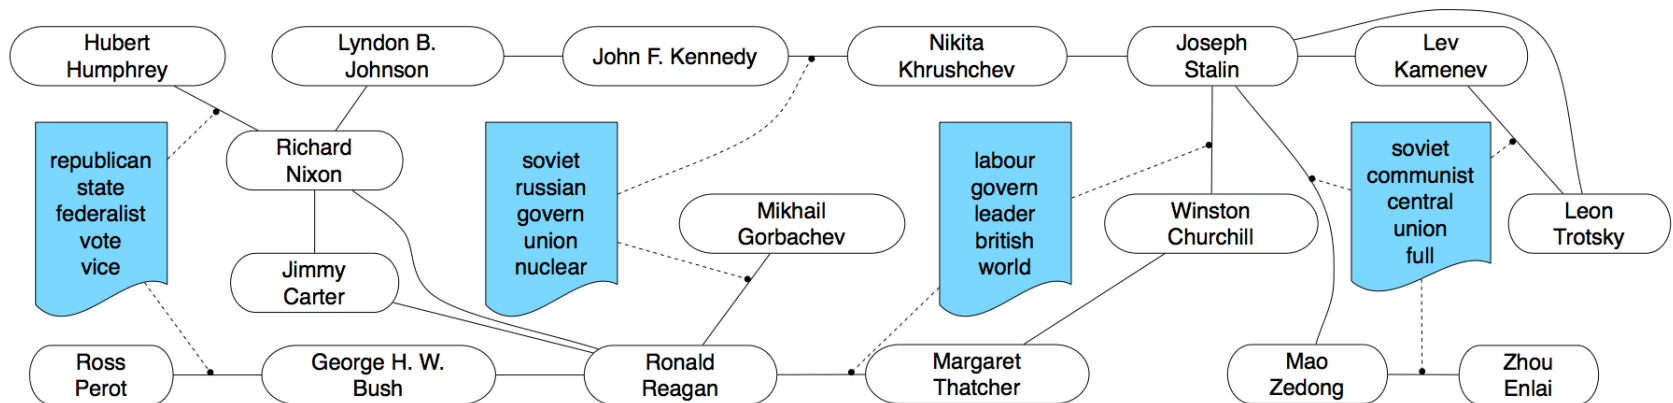 Hubert
Humphrey
Lyndon B.
Johnson
John F. Kennedy
Nikita
Khrushchev
Joseph
Stalin
Lev
Kamenev
republican
state
federalist
vote
vice
Richard
Nixon
soviet
russian
govern
union
nuclear
labour
govern
leader
british
world
soviet
communist
central
union
full
Mikhail
Gorbachev
Winston
Churchill
Leon
Trotsky
Jimmy
Carter
Ross
Perot
George H. W.
Bush
Ronald
Reagan
Margaret
Thatcher
Mao
Zedong
Zhou
Enlai